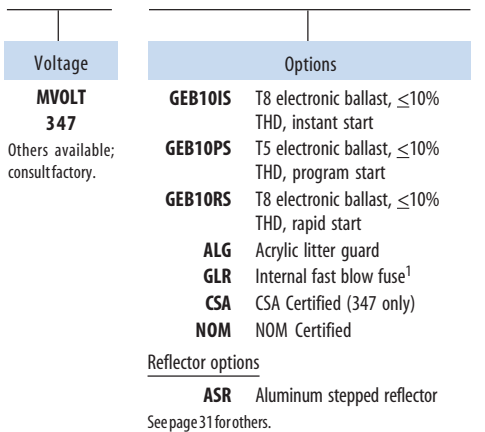 Voltage
MVOLT
347
Others available;
consult factory.
Options
GEB10IS T8 electronic ballast, ≤10%
THD, instant start
GEB10PS T5 electronic ballast, ≤10%
THD, program start
GEB10RS T8 electronic ballast, ≤10%
THD, rapid start
ALG Acrylic litter guard
GLR Internal fast blow fuse¹
CSA CSA Certified (347 only)
NOM NOM Certified
Reflector options
ASR Aluminum stepped reflector
See page 31 for others.